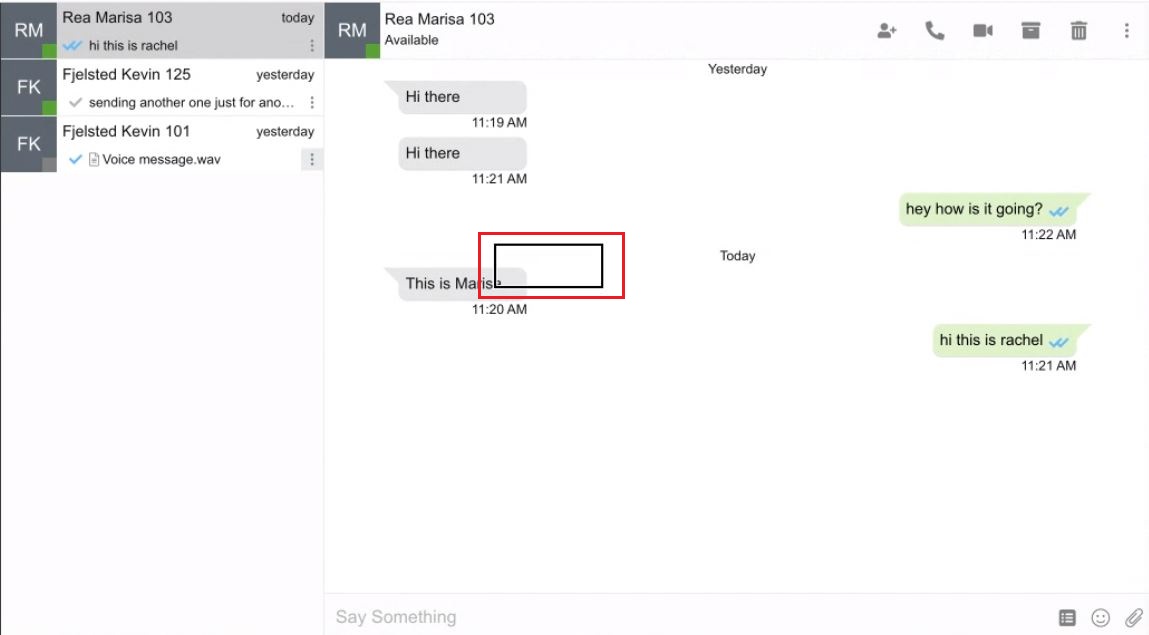 RM
Rea Marisa 103
today
hi this is rachel
FK
Fjelsted Kevin 125
yesterday
sending another one just for ano...
FK
Fjelsted Kevin 101
yesterday
Voice message.wav
RM
Rea Marisa 103
Available
Yesterday
Hi there
11:19 AM
Hi there
11:21 AM
hey how is it going?
11:22 AM
Today
This is Marisa
11:20 AM
hi this is rachel
11:21 AM
Say Something